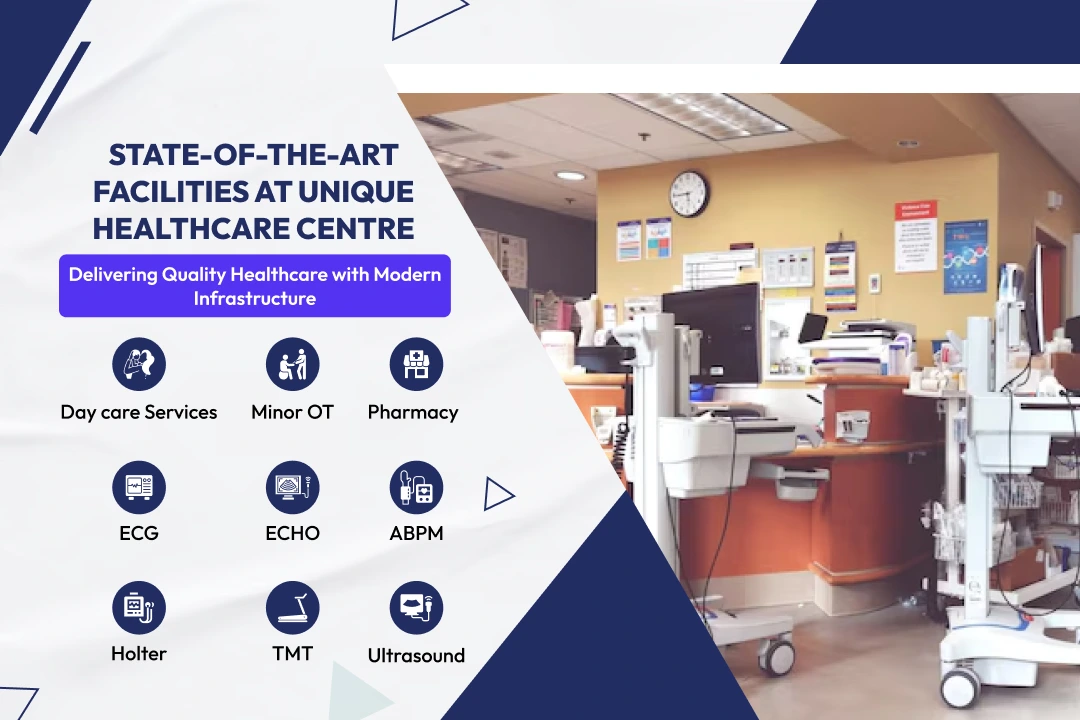 STATE-OF-THE-ART
FACILITIES AT UNIQUE
HEALTHCARE CENTRE
Delivering Quality Healthcare with Modern
Infrastructure
Day care Services
Minor OT
Pharmacy
ECG
ECHO
ABPM
Holter
TMT
Ultrasound